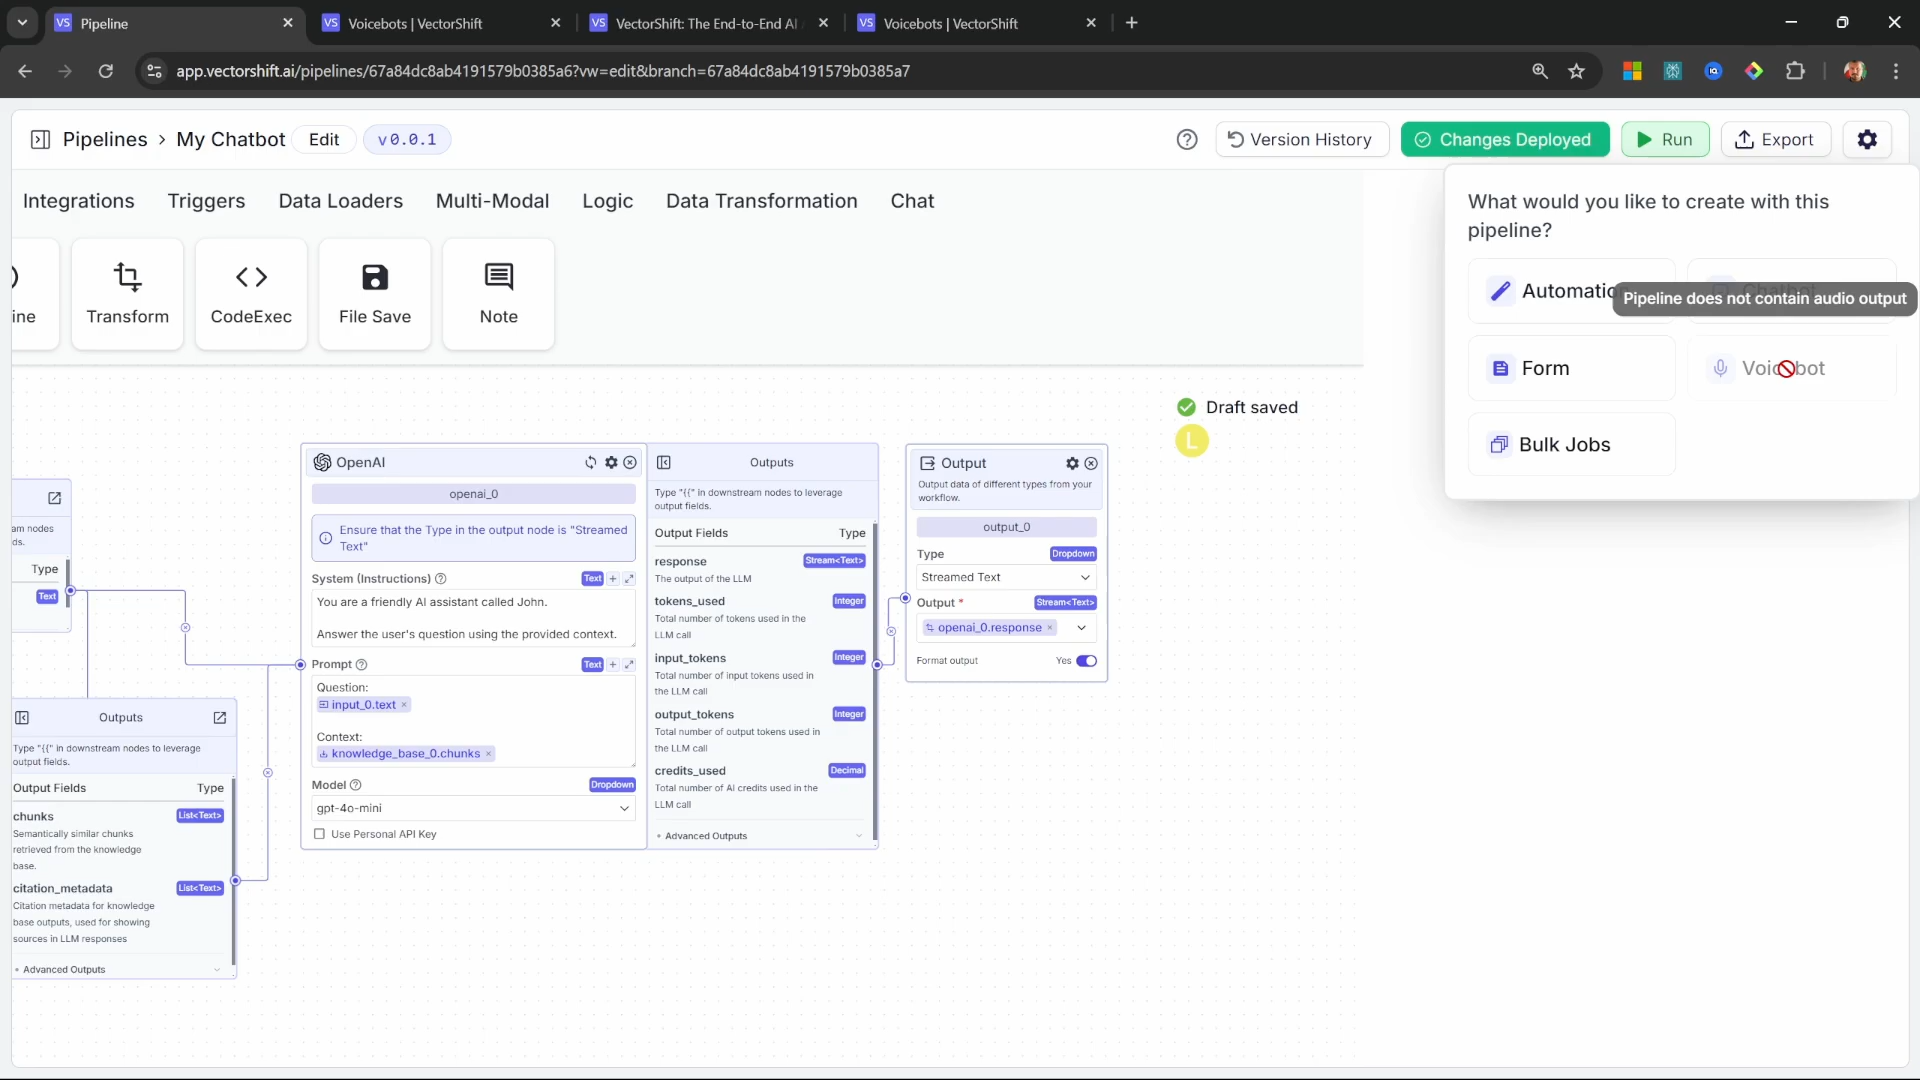 Pipeline
Voicebots | VectorShift
VectorShift: The End-to-End AI
Voicebots | VectorShift
app.vectorshift.ai/pipelines/67a84dc8ab4191579b0385a6?vw=edit&branch=67a84dc8ab4191579b0385a7
Pipelines > My Chatbot Edit v0.0.1
Version History
Changes Deployed
Run
Export
Integrations Triggers Data Loaders Multi-Modal Logic Data Transformation Chat
ine
Transform
CodeExec
File Save
Note
What would you like to create with this
pipeline?
Automation
Pipeline does not contain audio output
Form
Voicebot
Bulk Jobs
Draft saved
L
am nodes
ds.
Type
Text
Outputs
Type "{{" in downstream nodes to leverage
output fields.
Output Fields Type
chunks List<Text>
Semantically similar chunks
retrieved from the knowledge
base.
citation_metadata List<Text>
Citation metadata for knowledge
base outputs, used for showing
sources in LLM responses
Advanced Outputs
OpenAI
openai_0
Ensure that the Type in the output node is "Streamed
Text"
System (Instructions) Text
You are a friendly AI assistant called John.
Answer the user's question using the provided context.
Prompt Text
Question:
input_0.text
Context:
knowledge_base_0.chunks
Model Dropdown
gpt-4o-mini
Use Personal API Key
Outputs
Type "{{" in downstream nodes to leverage
output fields.
Output Fields Type
response Stream<Text>
The output of the LLM
tokens_used Integer
Total number of tokens used in the
LLM call
input_tokens Integer
Total number of input tokens used in
the LLM call
output_tokens Integer
Total number of output tokens used in
the LLM call
credits_used Decimal
Total number of AI credits used in the
LLM call
Advanced Outputs
Output
Output data of different types from your
workflow.
output_0
Type Dropdown
Streamed Text
Output * Stream<Text>
openai_0.response
Format output Yes